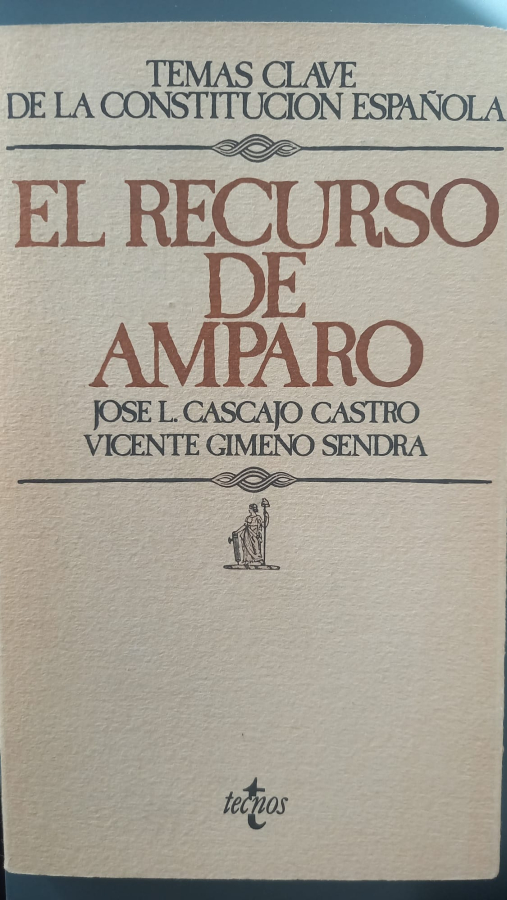 TEMAS CLAVE
DE LA CONSTITUCION ESPAÑOLA
EL RECURSO
DE
AMPARO
JOSE L. CASCAJO CASTRO
VICENTE GIMENO SENDRA
tecnos